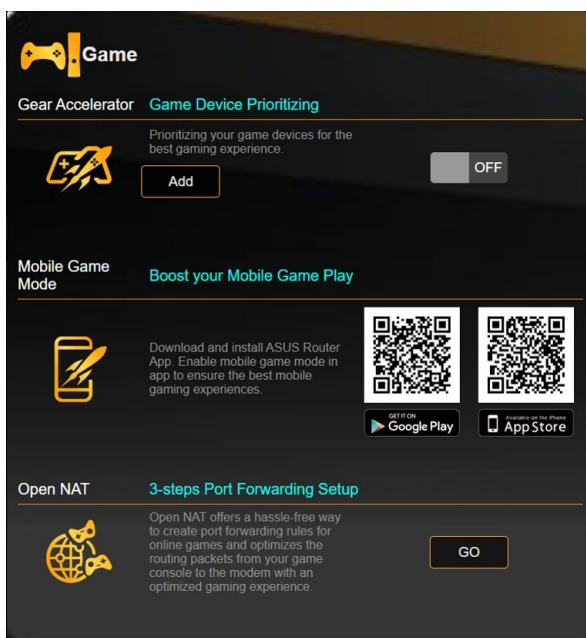 Game
Gear Accelerator
Game Device Prioritizing
Prioritizing your game devices for the
best gaming experience.
Add
OFF
Mobile Game
Mode
Boost your Mobile Game Play
Download and install ASUS Router
App. Enable mobile game mode in
app to ensure the best mobile
gaming experiences.
GET IT ON
Google Play
Available on the iPhone
App Store
Open NAT
3-steps Port Forwarding Setup
Open NAT offers a hassle-free way
to create port forwarding rules for
online games and optimizes the
routing packets from your game
console to the modem with an
optimized gaming experience.
GO